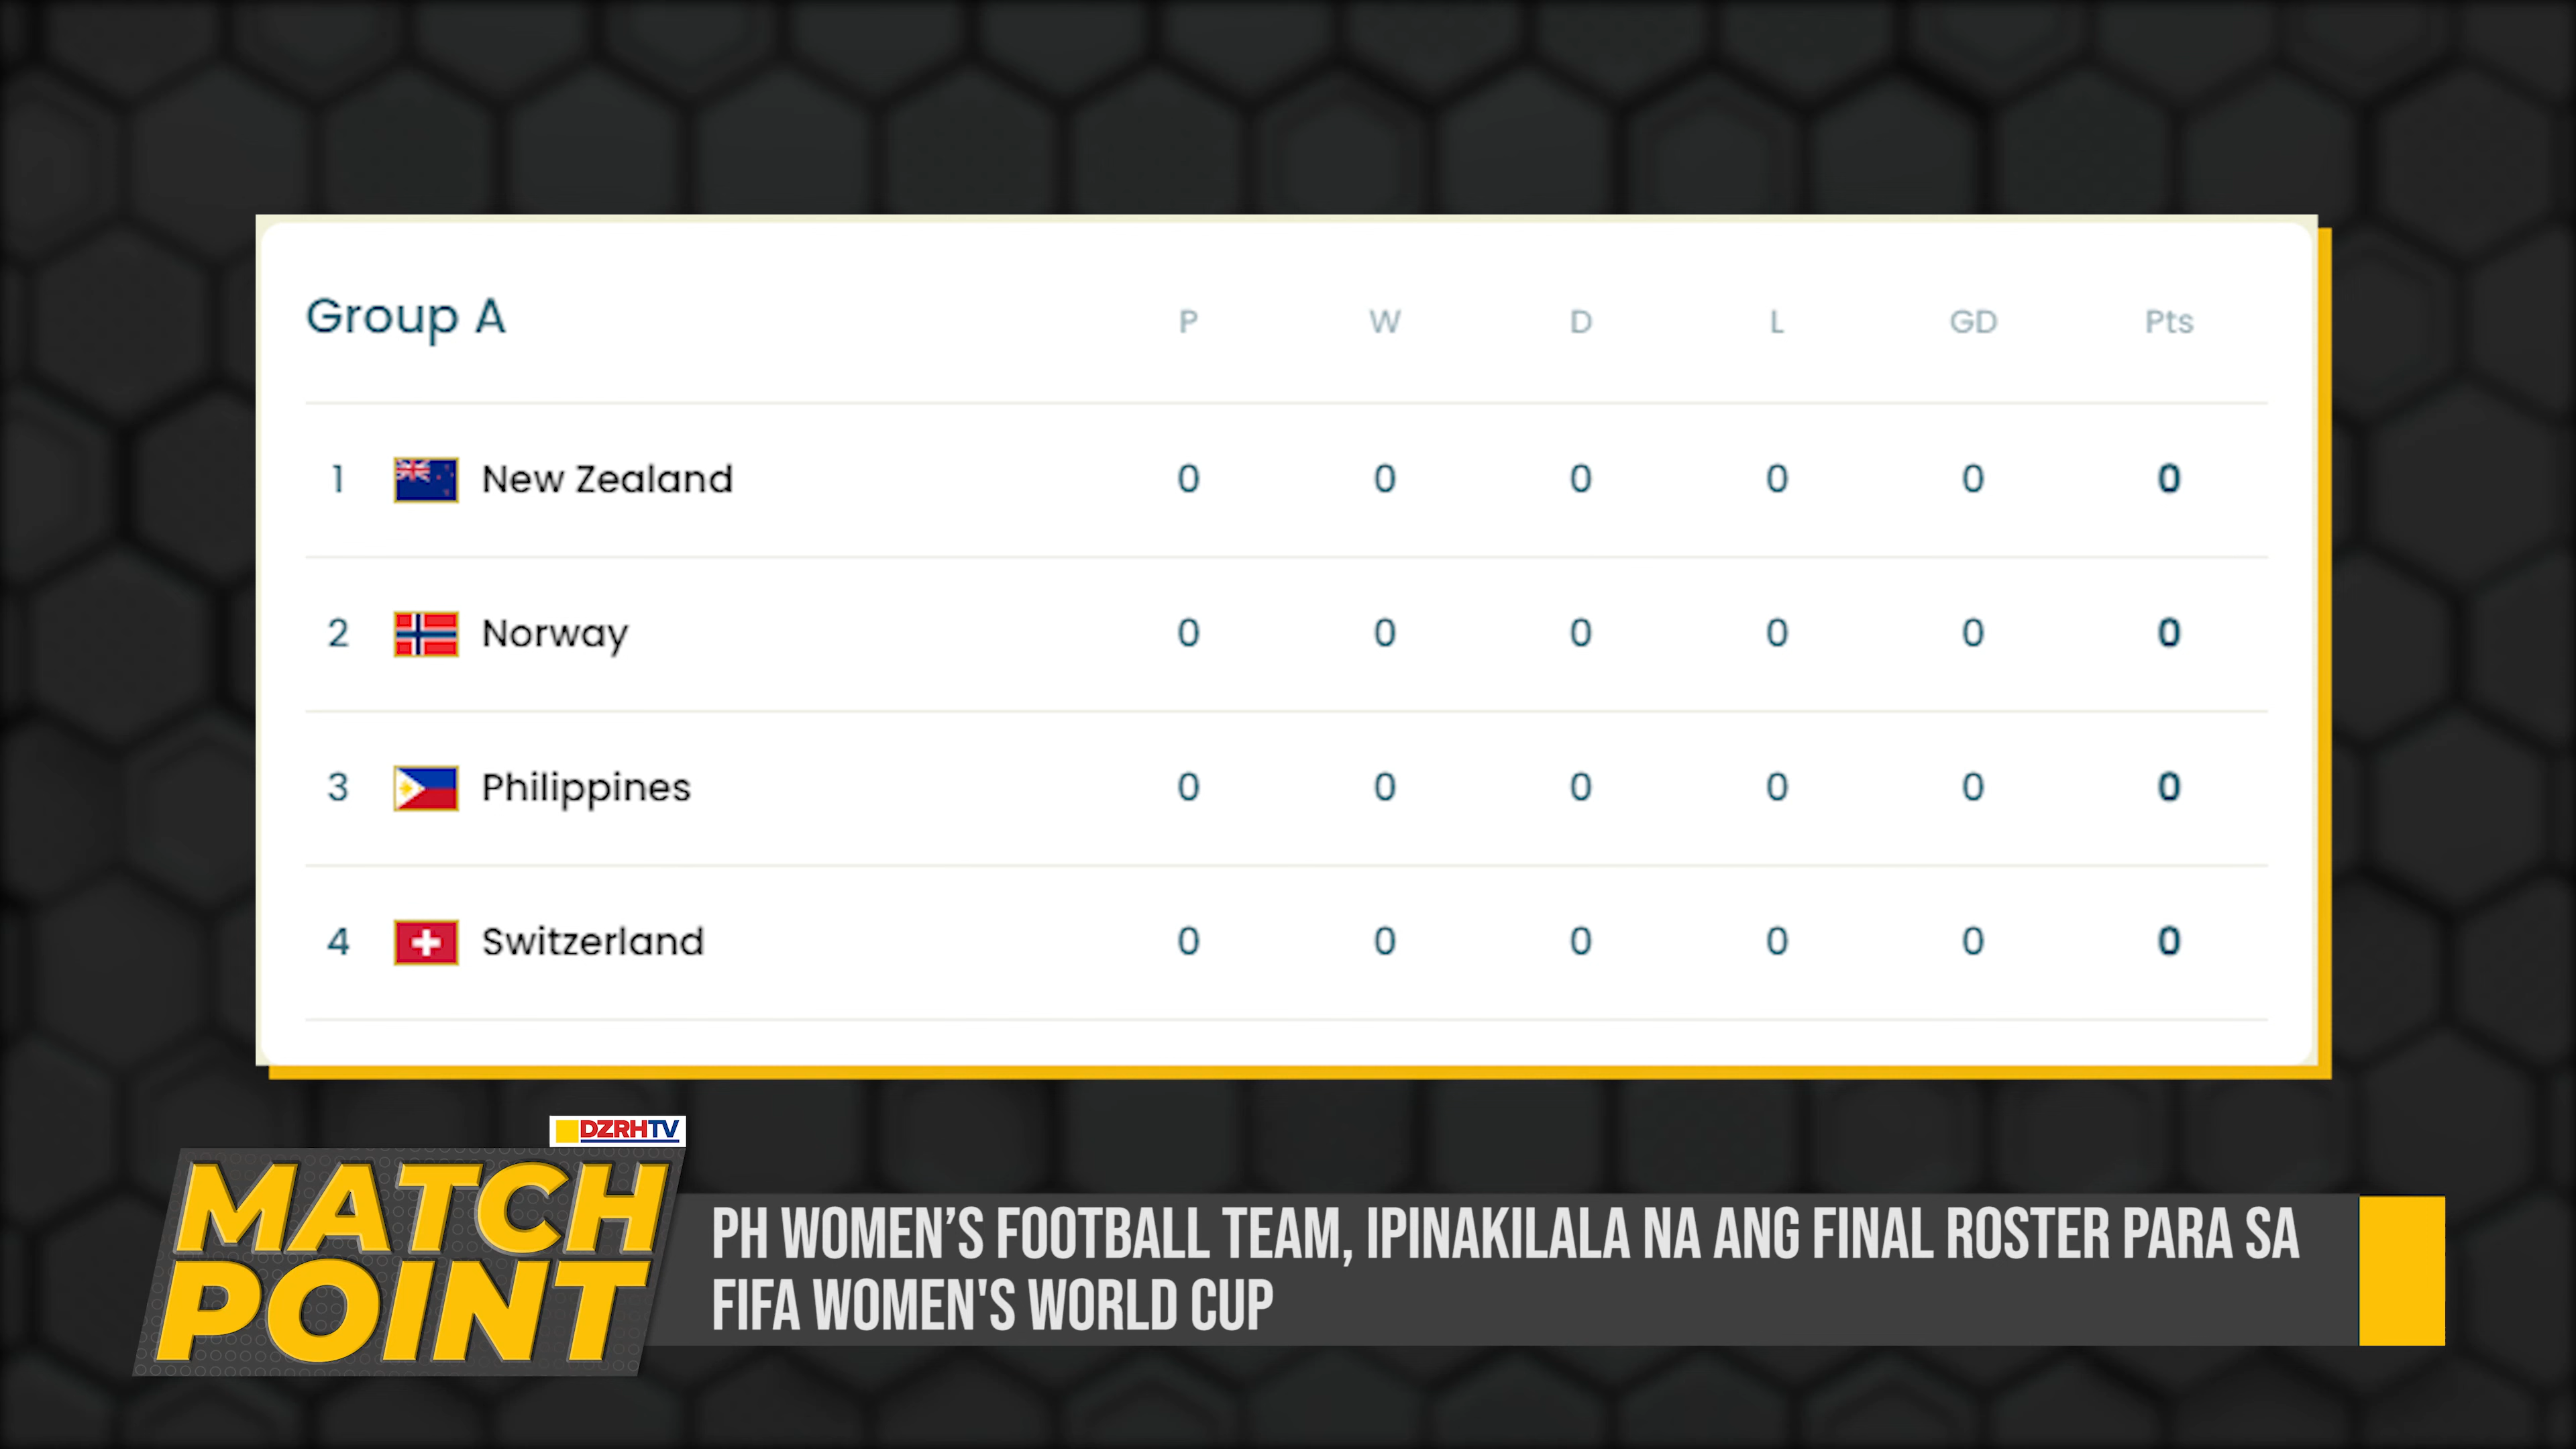 Group A P W D L GD Pts
1 New Zealand 0 0 0 0 0 0
2 Norway 0 0 0 0 0 0
3 Philippines 0 0 0 0 0 0
4 Switzerland 0 0 0 0 0 0
DZRHTV
MATCH
POINT
PH WOMEN’S FOOTBALL TEAM, IPINAKILALA NA ANG FINAL ROSTER PARA SA
FIFA WOMEN'S WORLD CUP